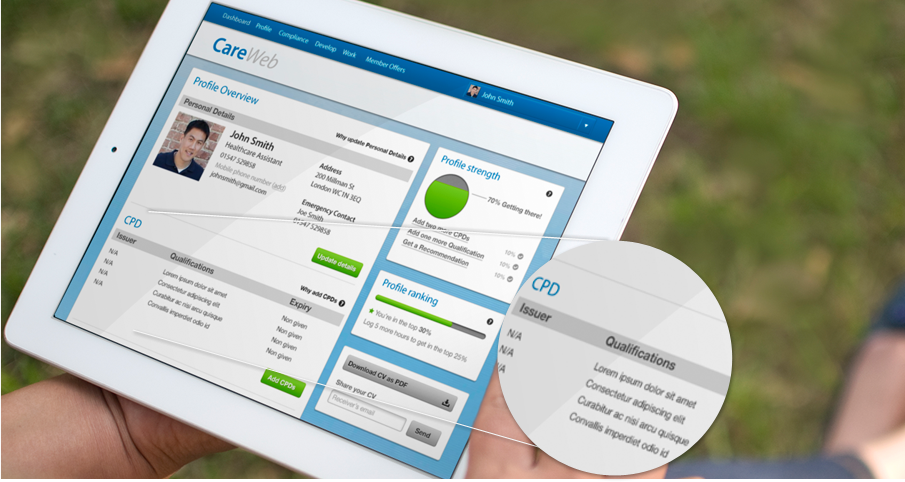 Dashboard Profile Compliance Develop Work Member Offers
John Smith
CareWeb
Profile Overview
Personal Details
Why update Personal Details ?
John Smith
Healthcare Assistant
01547 529858
Mobile phone number (add)
johnsmith@gmail.com
Address
200 Millman St
London WC1N 3EQ
Emergency Contact
Joe Smith
01547 529858
Update details
CPD
Why add CPDs ?
Issuer Qualifications Expiry
N/A Lorem ipsum dolor sit amet Non given
N/A Consectetur adipiscing elit Non given
N/A Curabitur ac nisi arcu quisque Non given
N/A Convallis imperdiet odio id Non given
Add CPDs
Profile strength ?
70% Getting there!
Add two more CPDs 10%
Add one more Qualification 10%
Get a Recommendation 10%
Profile ranking ?
You're in the top 30%
Log 5 more hours to get in the top 25%
Download CV as PDF
Share your CV
Receiver's email
Send
CPD
Issuer Qualifications
N/A Lorem ipsum dolor sit amet
N/A Consectetur adipiscing elit
/A Curabitur ac nisi arcu quisque
Convallis imperdiet odio id